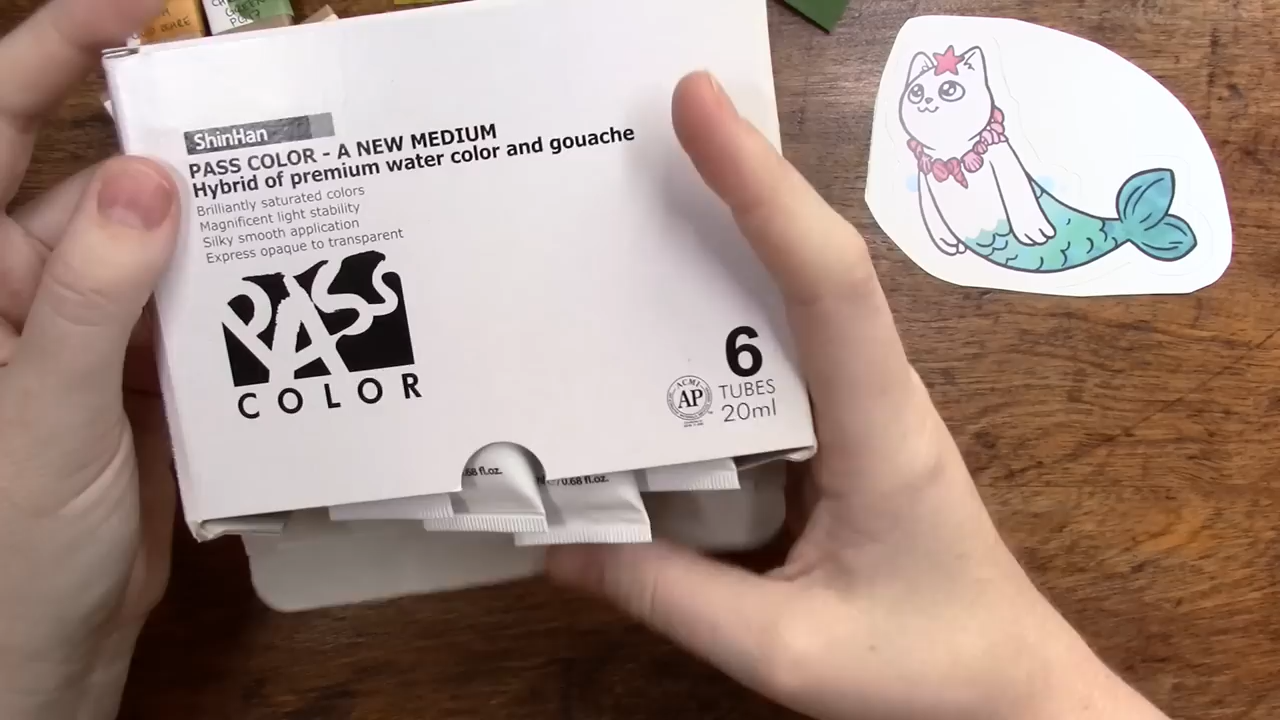 ShinHan
PASS COLOR - A NEW MEDIUM
Hybrid of premium water color and gouache
Brilliantly saturated colors
Magnificent light stability
Silky smooth application
Express opaque to transparent
PASS
COLOR
6
TUBES
20ml
ACMI
AP
68 fl.oz.
/0.68 fl.oz.